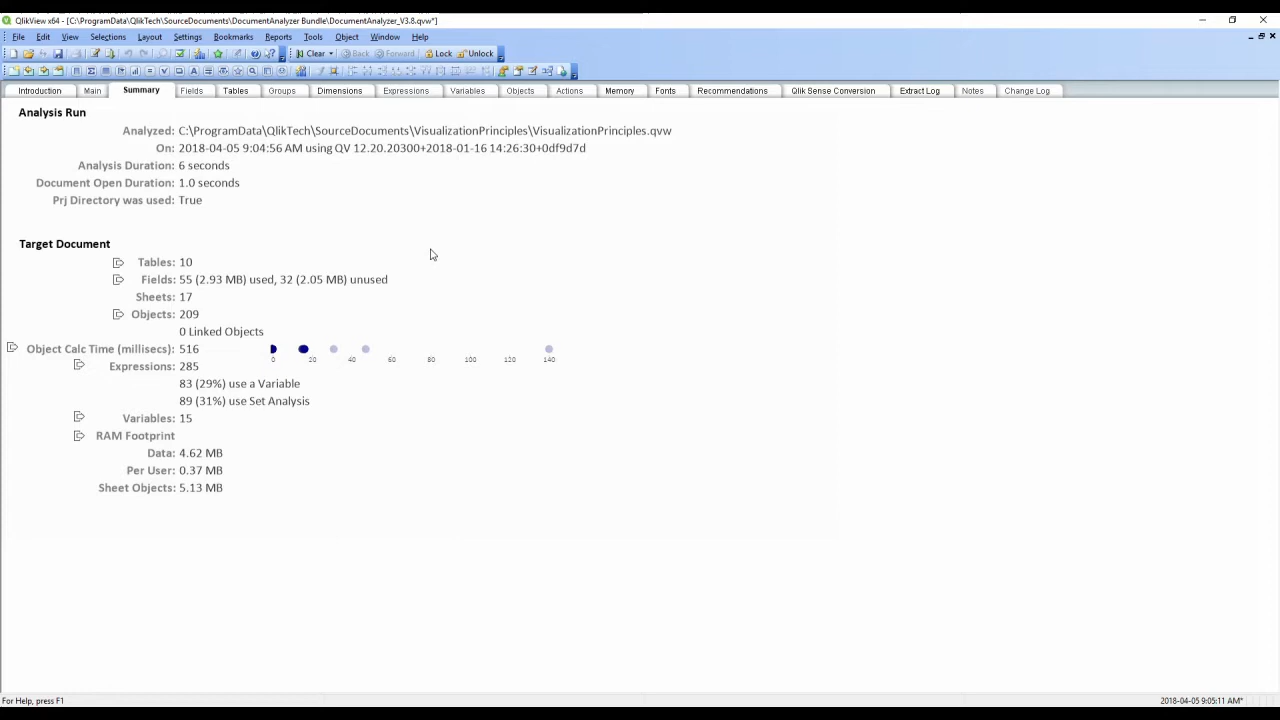 QlikView x64 - [C:\ProgramData\QlikTech\SourceDocuments\DocumentAnalyzer Bundle\DocumentAnalyzer_V3.8.qvw*]
File Edit View Selections Layout Settings Bookmarks Reports Tools Object Window Help
Clear Back Forward Lock Unlock
Introduction Main Summary Fields Tables Groups Dimensions Expressions Variables Objects Actions Memory Fonts Recommendations Qlik Sense Conversion Extract Log Notes Change Log
Analysis Run
Analyzed: C:\ProgramData\QlikTech\SourceDocuments\VisualizationPrinciples\VisualizationPrinciples.qvw
On: 2018-04-05 9:04:56 AM using QV 12.20.20300+2018-01-16 14:26:30+0df9d7d
Analysis Duration: 6 seconds
Document Open Duration: 1.0 seconds
Prj Directory was used: True
Target Document
Tables: 10
Fields: 55 (2.93 MB) used, 32 (2.05 MB) unused
Sheets: 17
Objects: 209
0 Linked Objects
Object Calc Time (millisecs): 516
0 20 40 60 80 100 120 140
Expressions: 285
83 (29%) use a Variable
89 (31%) use Set Analysis
Variables: 15
RAM Footprint
Data: 4.62 MB
Per User: 0.37 MB
Sheet Objects: 5.13 MB
For Help, press F1 2018-04-05 9:05:11 AM*